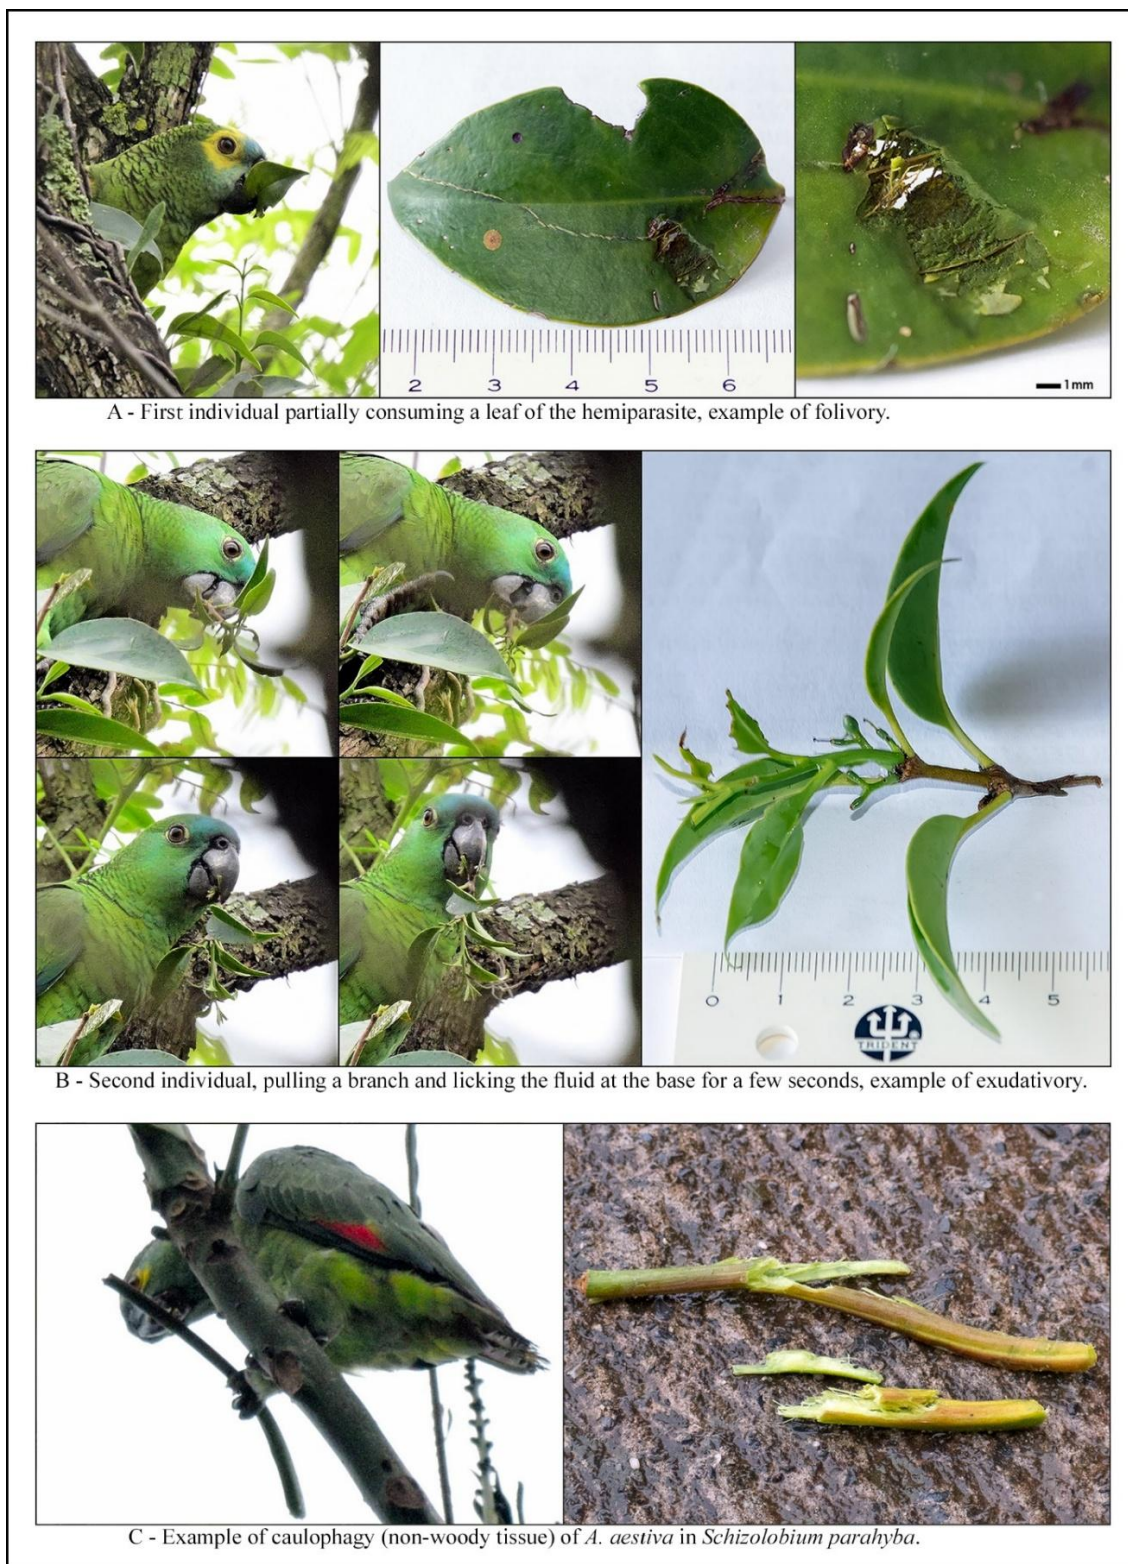 2 3 4 5 6
1 mm
A - First individual partially consuming a leaf of the hemiparasite, example of folivory.
0 1 2 3 4 5
TRIDENT
B - Second individual, pulling a branch and licking the fluid at the base for a few seconds, example of exudativory.
C - Example of caulophagy (non-woody tissue) of A. aestiva in Schizolobium parahyba.